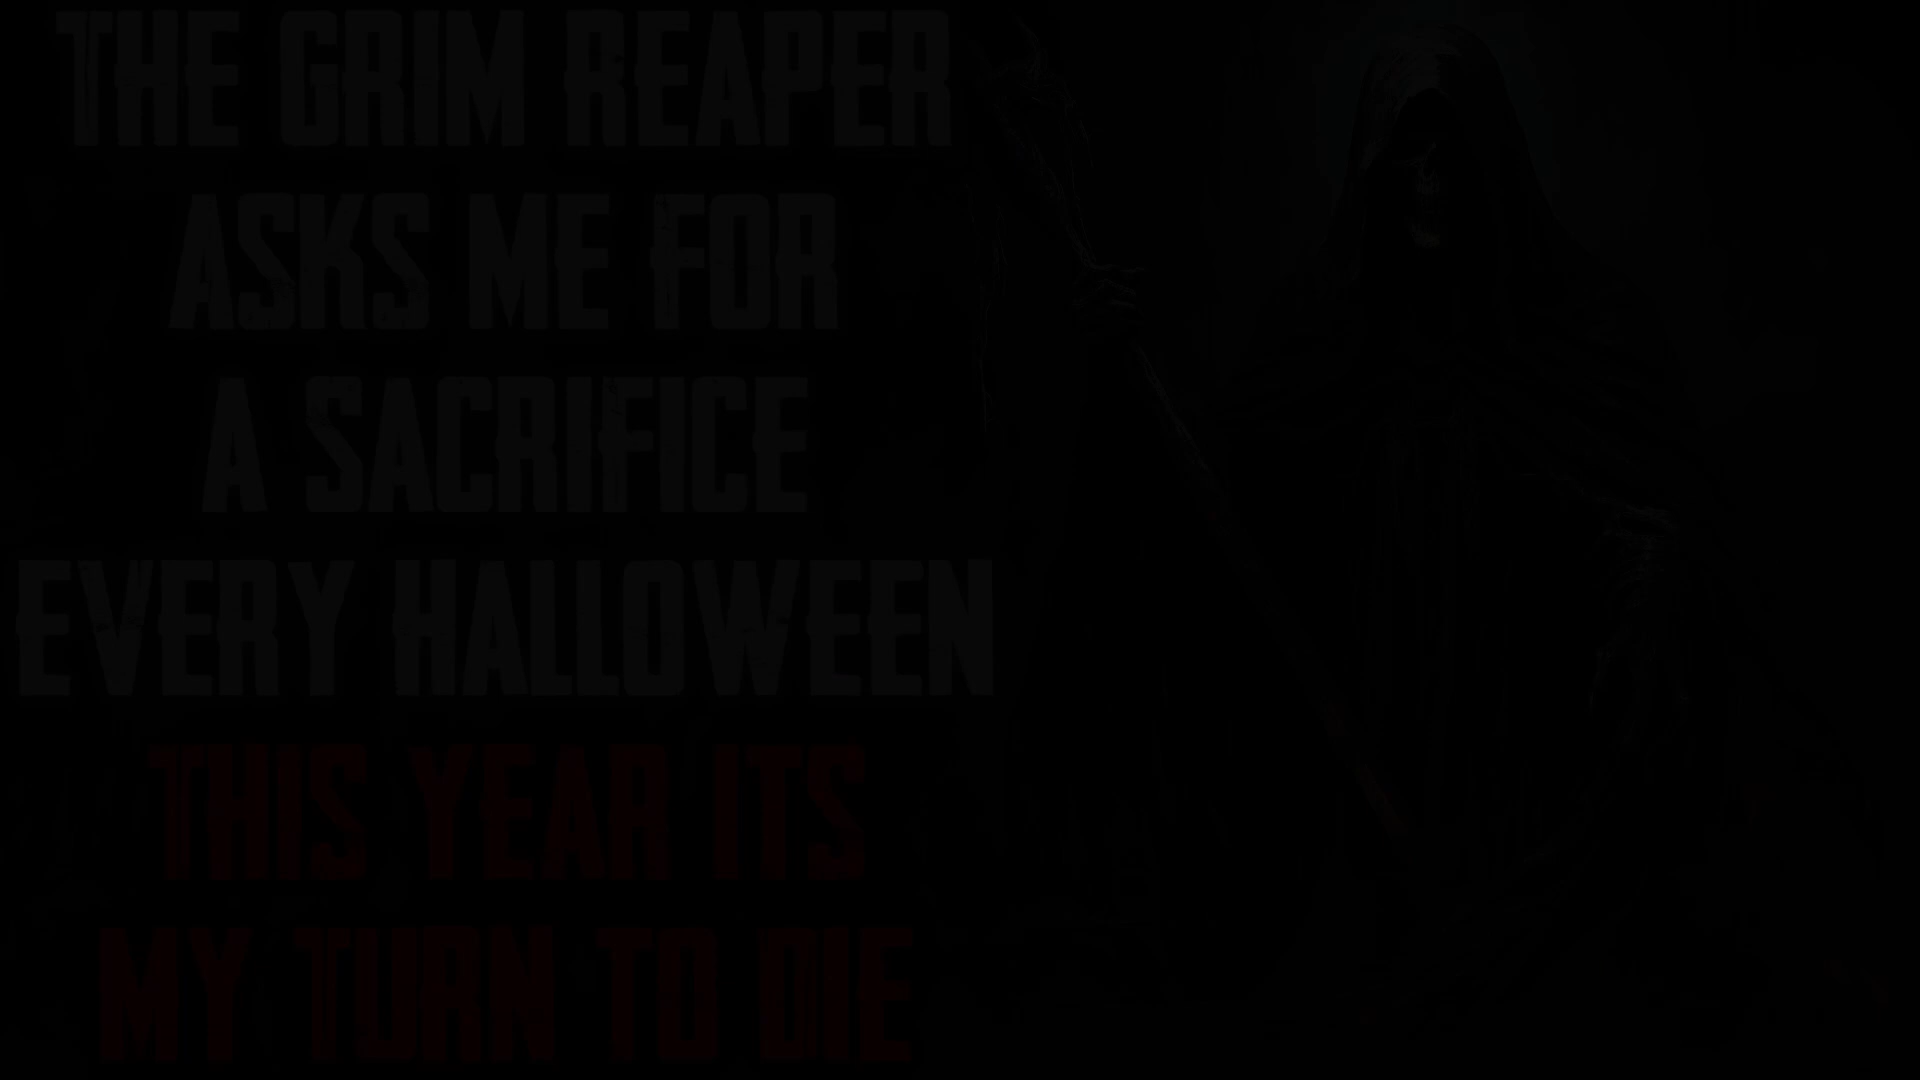 THE GRIM REAPER
ASKS ME FOR
A SACRIFICE
EVERY HALLOWEEN
THIS YEAR ITS
MY TURN TO DIE